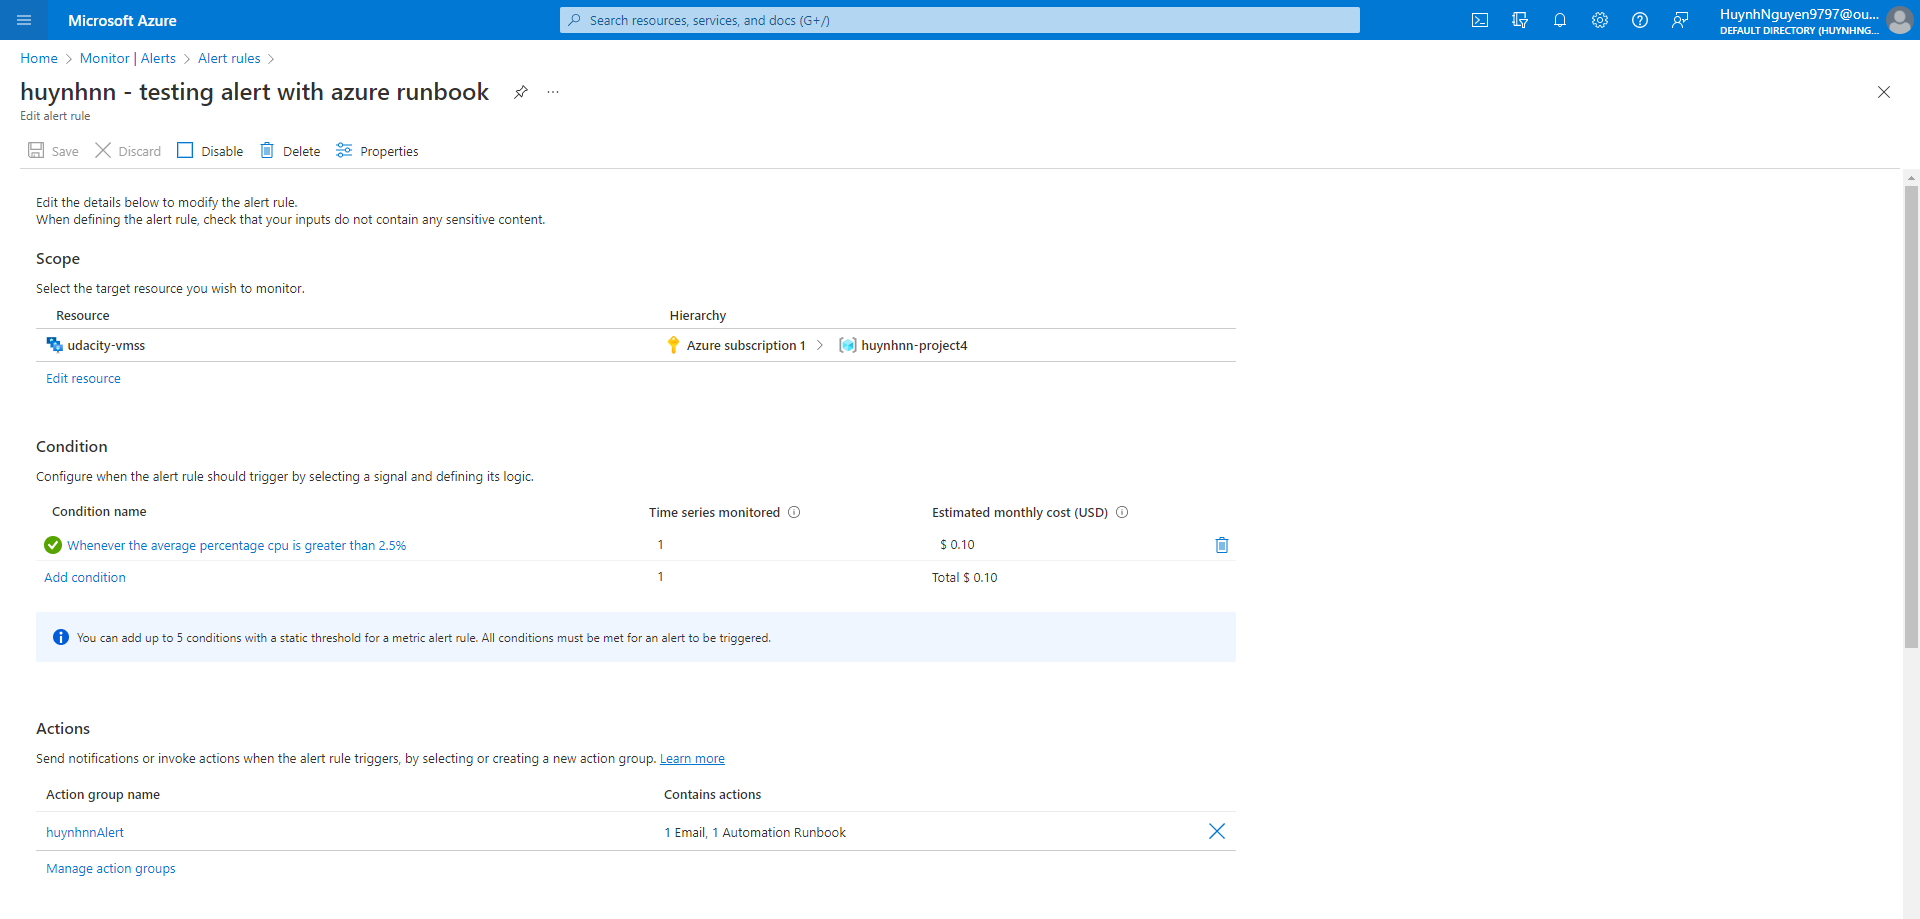 Microsoft Azure
Search resources, services, and docs (G+/)
HuynhNguyen9797@ou...
DEFAULT DIRECTORY (HUYNHNG...
Home > Monitor | Alerts > Alert rules >
huynhnn - testing alert with azure runbook
Edit alert rule
Save Discard Disable Delete Properties
Edit the details below to modify the alert rule.
When defining the alert rule, check that your inputs do not contain any sensitive content.
Scope
Select the target resource you wish to monitor.
Resource Hierarchy
udacity-vmss Azure subscription 1 > huynhnn-project4
Edit resource
Condition
Configure when the alert rule should trigger by selecting a signal and defining its logic.
Condition name Time series monitored Estimated monthly cost (USD)
Whenever the average percentage cpu is greater than 2.5% 1 $ 0.10
Add condition 1 Total $ 0.10
You can add up to 5 conditions with a static threshold for a metric alert rule. All conditions must be met for an alert to be triggered.
Actions
Send notifications or invoke actions when the alert rule triggers, by selecting or creating a new action group. Learn more
Action group name Contains actions
huynhnnAlert 1 Email, 1 Automation Runbook
Manage action groups